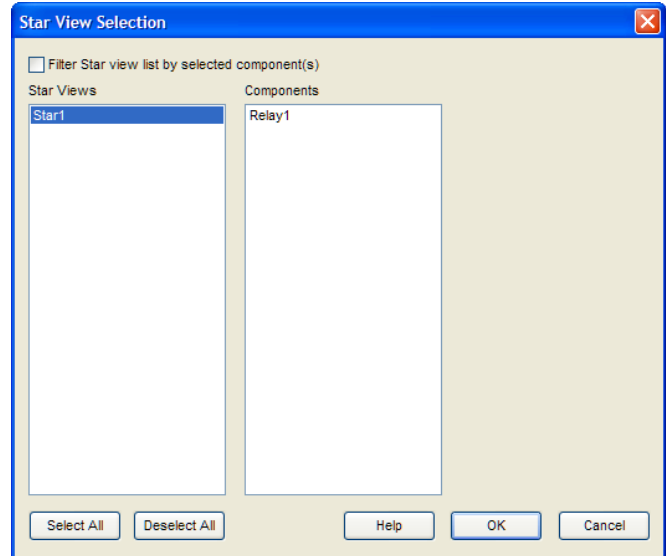 Star View Selection
Filter Star view list by selected component(s)
Star Views
Components
Star1
Relay1
Select All
Deselect All
Help
OK
Cancel